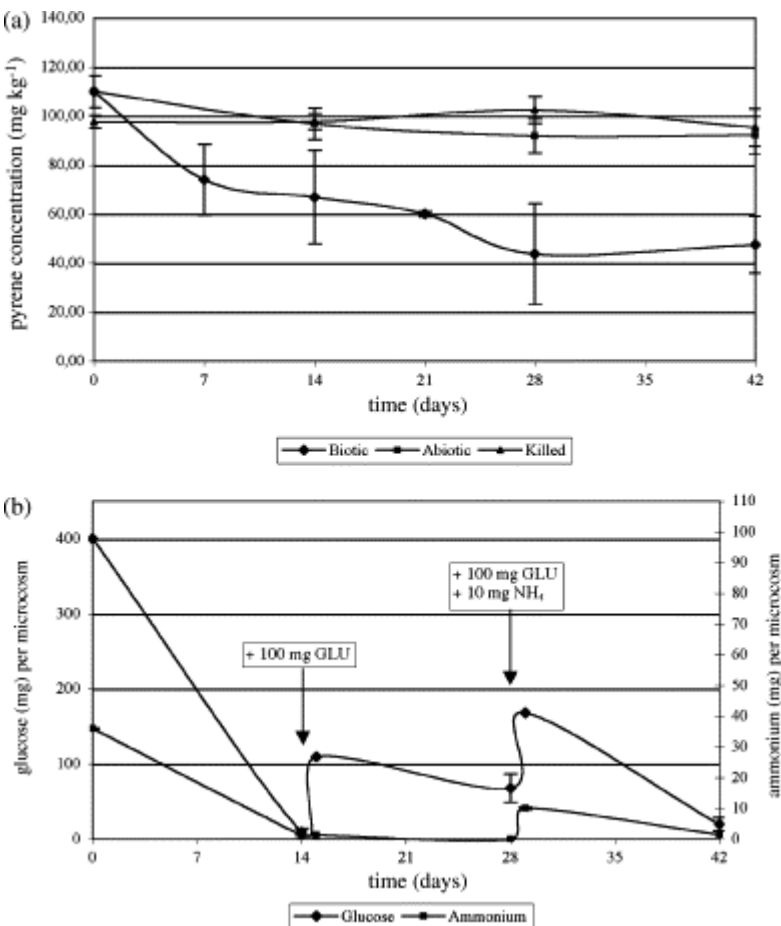 (a)
140,00
120,00
100,00
80,00
60,00
40,00
20,00
0,00
pyrene concentration (mg kg⁻¹)
0 7 14 21 28 35 42
time (days)
Biotic Abiotic Killed
(b)
400
300
200
100
0
glucose (mg) per microcosm
+ 100 mg GLU
+ 100 mg GLU
+ 10 mg NH₄
110
100
90
80
70
60
50
40
30
20
10
0
ammonium (mg) per microcosm
0 7 14 21 28 35 42
time (days)
Glucose Ammonium